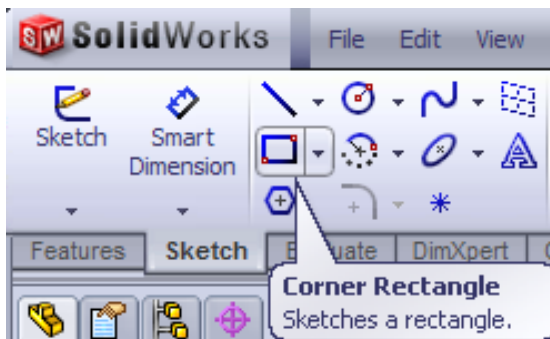 SolidWorks File Edit View
Sketch Smart Dimension
Features Sketch Evaluate DimXpert
Corner Rectangle
Sketches a rectangle.